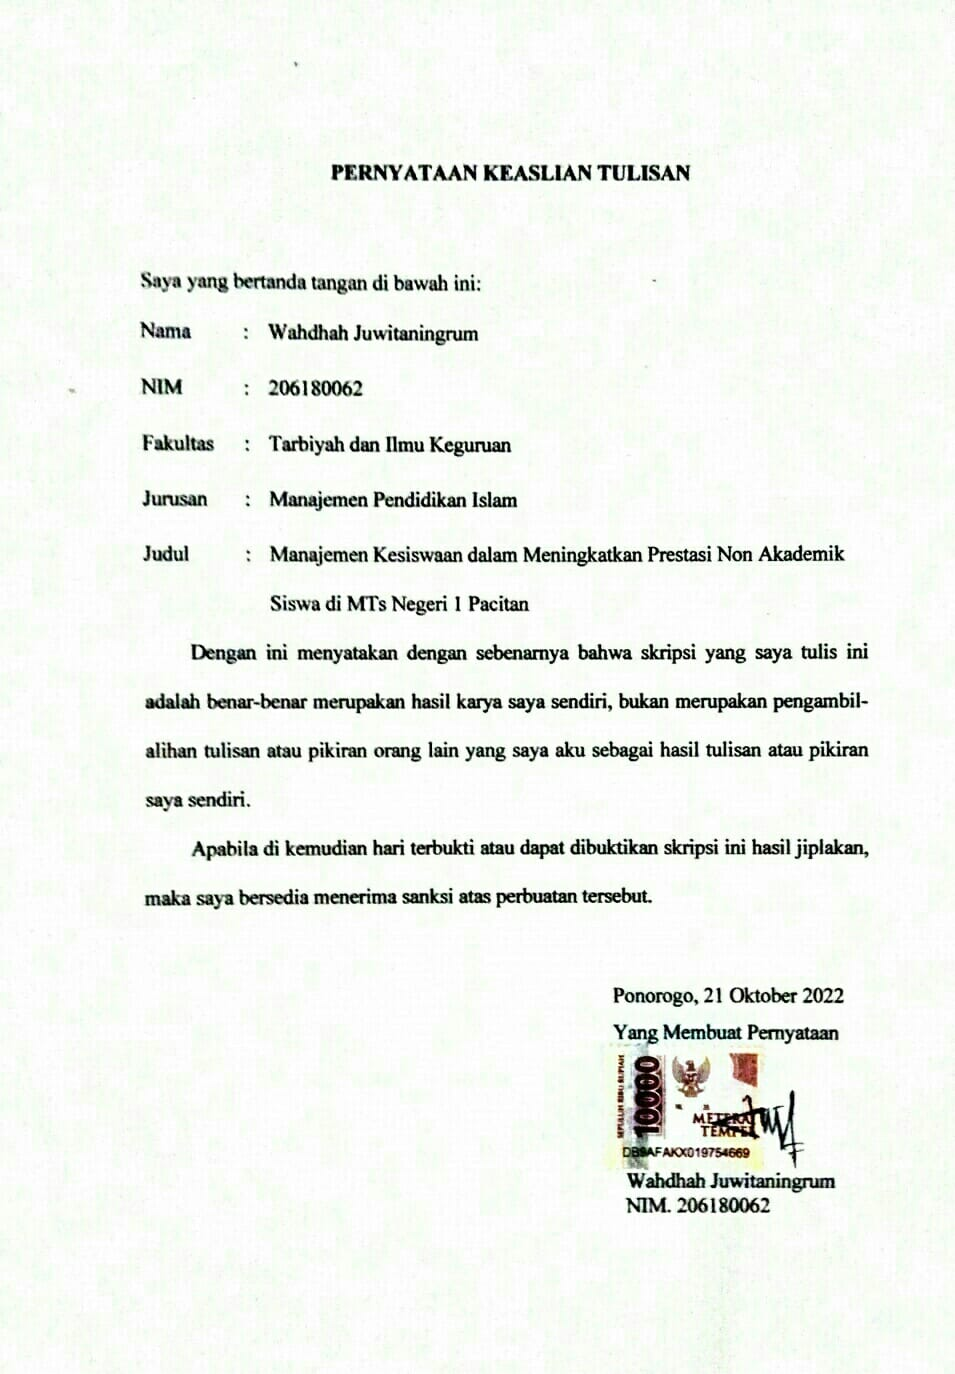 PERNYATAAN KEASLIAN TULISAN
Saya yang bertanda tangan di bawah ini:
Nama : Wahdhah Juwitaningrum
NIM : 206180062
Fakultas : Tarbiyah dan Ilmu Keguruan
Jurusan : Manajemen Pendidikan Islam
Judul : Manajemen Kesiswaan dalam Meningkatkan Prestasi Non Akademik
Siswa di MTs Negeri 1 Pacitan
Dengan ini menyatakan dengan sebenarnya bahwa skripsi yang saya tulis ini
adalah benar-benar merupakan hasil karya saya sendiri, bukan merupakan pengambil-
alihan tulisan atau pikiran orang lain yang saya aku sebagai hasil tulisan atau pikiran
saya sendiri.
Apabila di kemudian hari terbukti atau dapat dibuktikan skripsi ini hasil jiplakan,
maka saya bersedia menerima sanksi atas perbuatan tersebut.
Ponorogo, 21 Oktober 2022
Yang Membuat Pernyataan
SEPULUH RIBU RUPIAH
10000
METERAI
TEMPEL
DB9AFAKX019754669
Wahdhah Juwitaningrum
NIM. 206180062